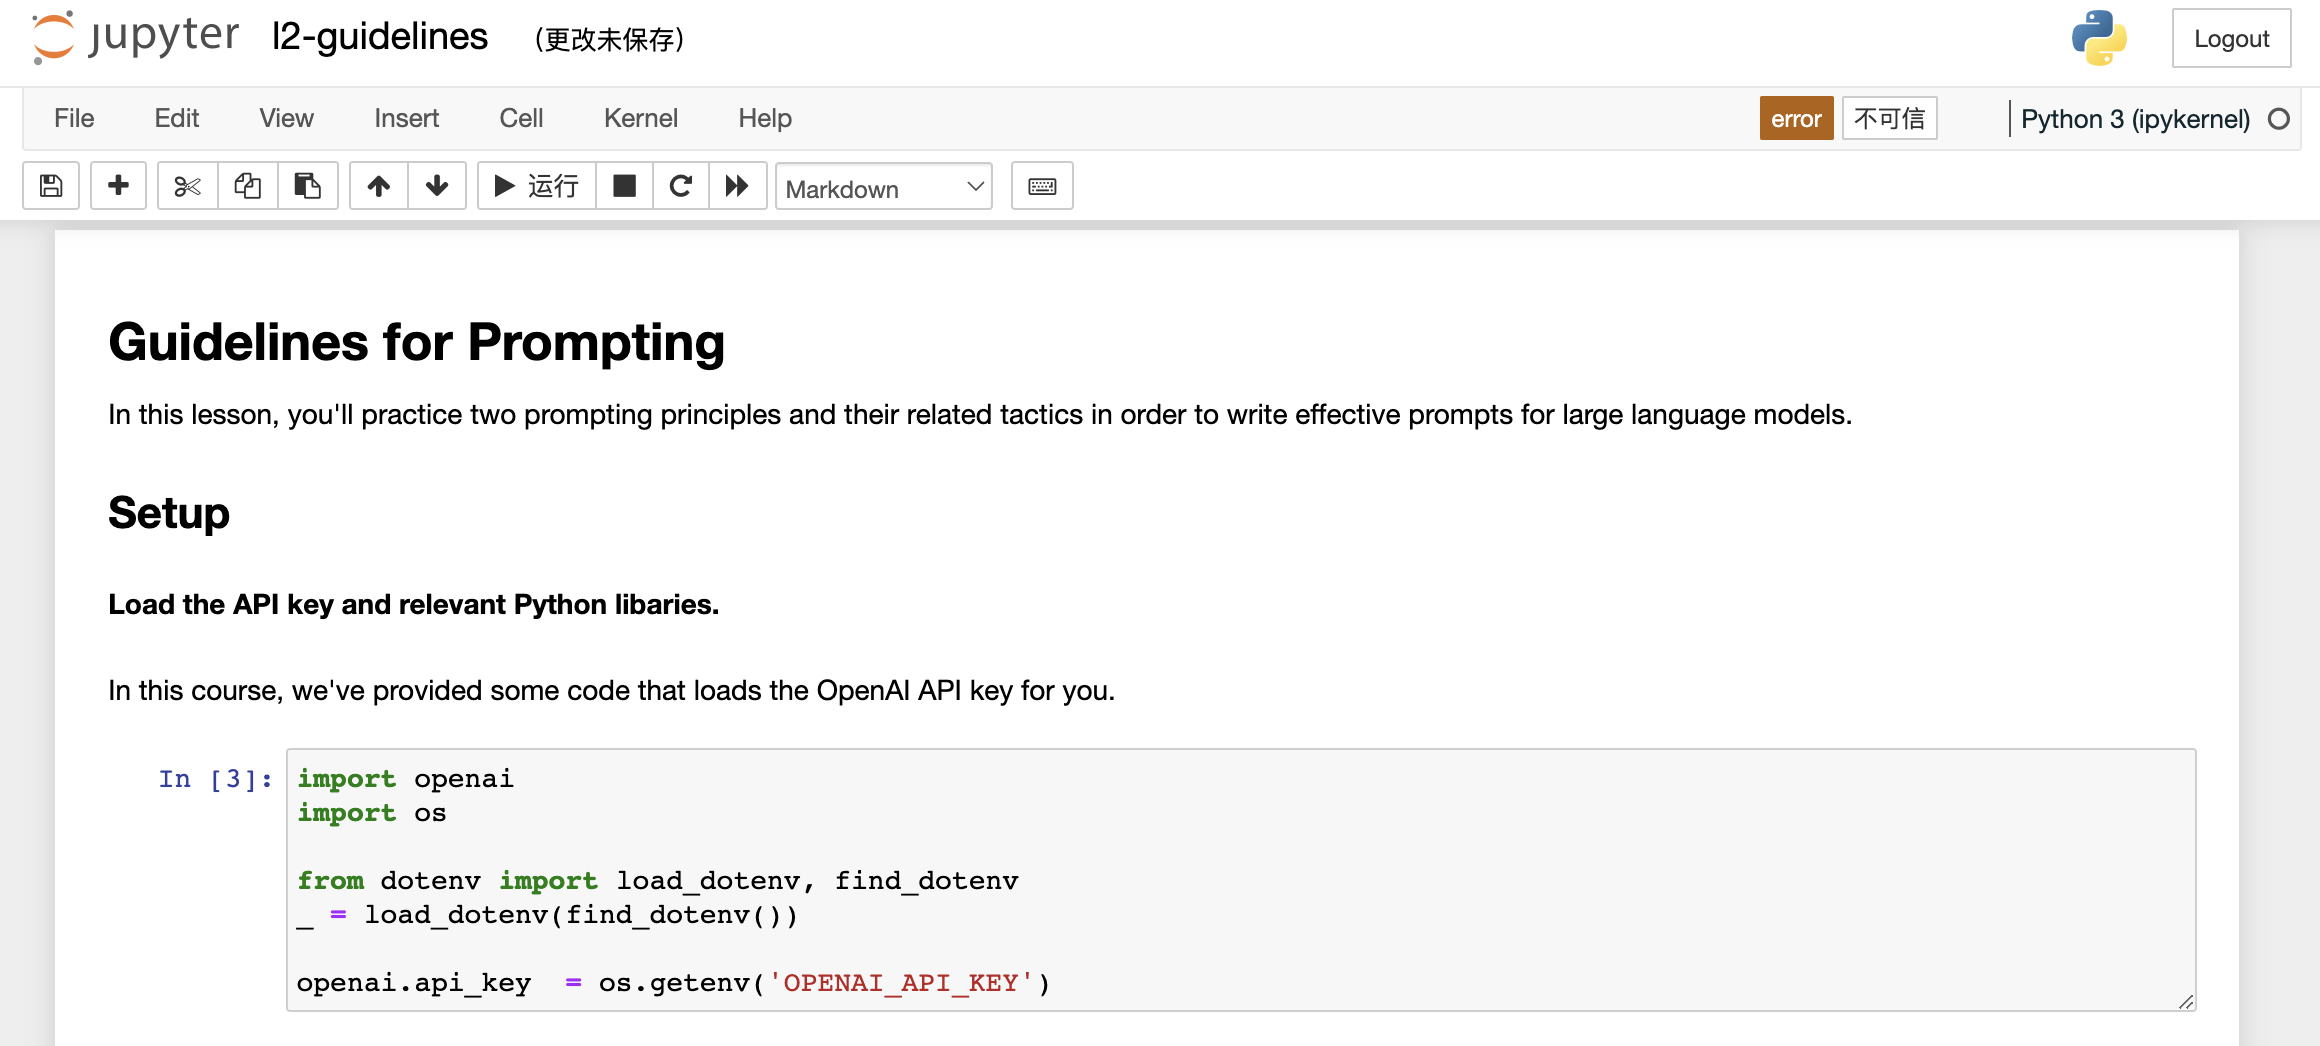 jupyter l2-guidelines (更改未保存) Logout
File Edit View Insert Cell Kernel Help error 不可信 Python 3 (ipykernel)
运行 Markdown
Guidelines for Prompting
In this lesson, you'll practice two prompting principles and their related tactics in order to write effective prompts for large language models.
Setup
Load the API key and relevant Python libaries.
In this course, we've provided some code that loads the OpenAI API key for you.
In [3]: import openai
import os
from dotenv import load_dotenv, find_dotenv
_ = load_dotenv(find_dotenv())
openai.api_key  = os.getenv('OPENAI_API_KEY')